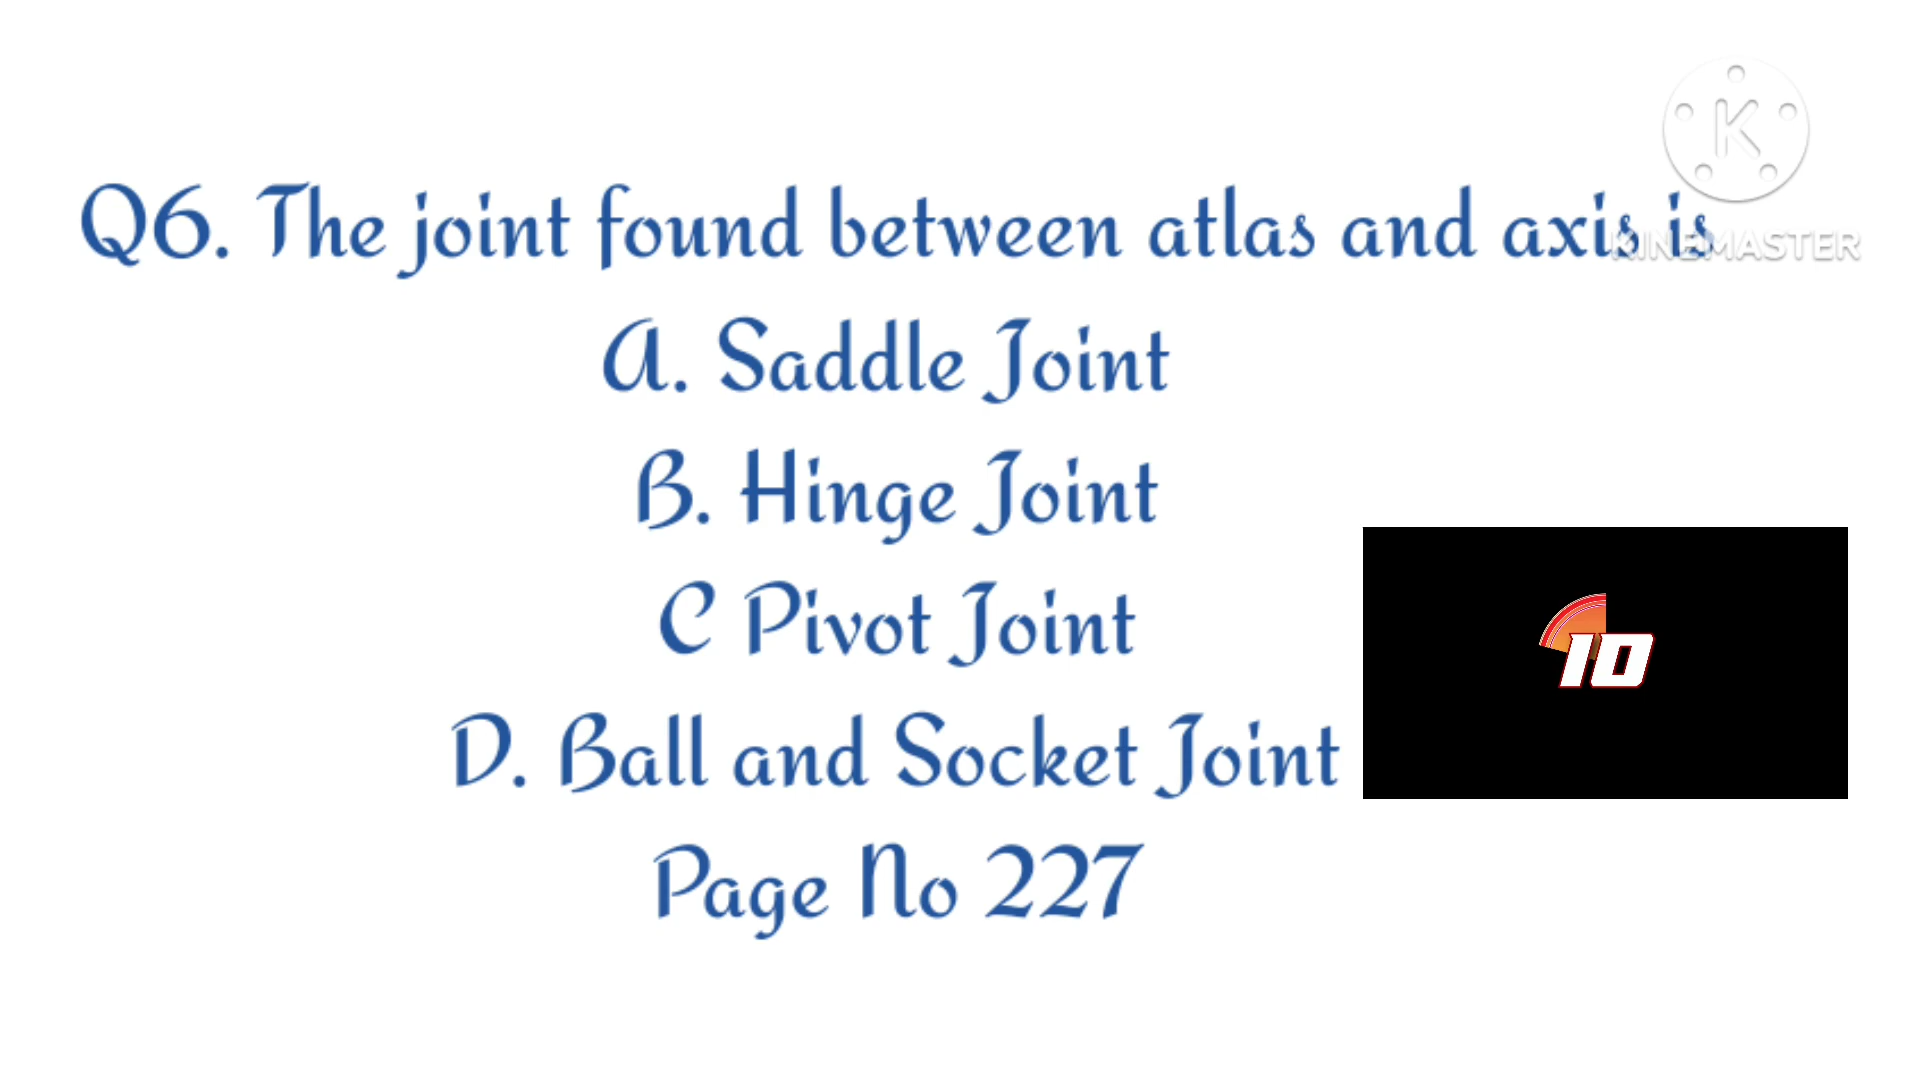 Q6. The joint found between atlas and axis is
KINEMASTER
A. Saddle Joint
B. Hinge Joint
C Pivot Joint
10
D. Ball and Socket Joint
Page No 227